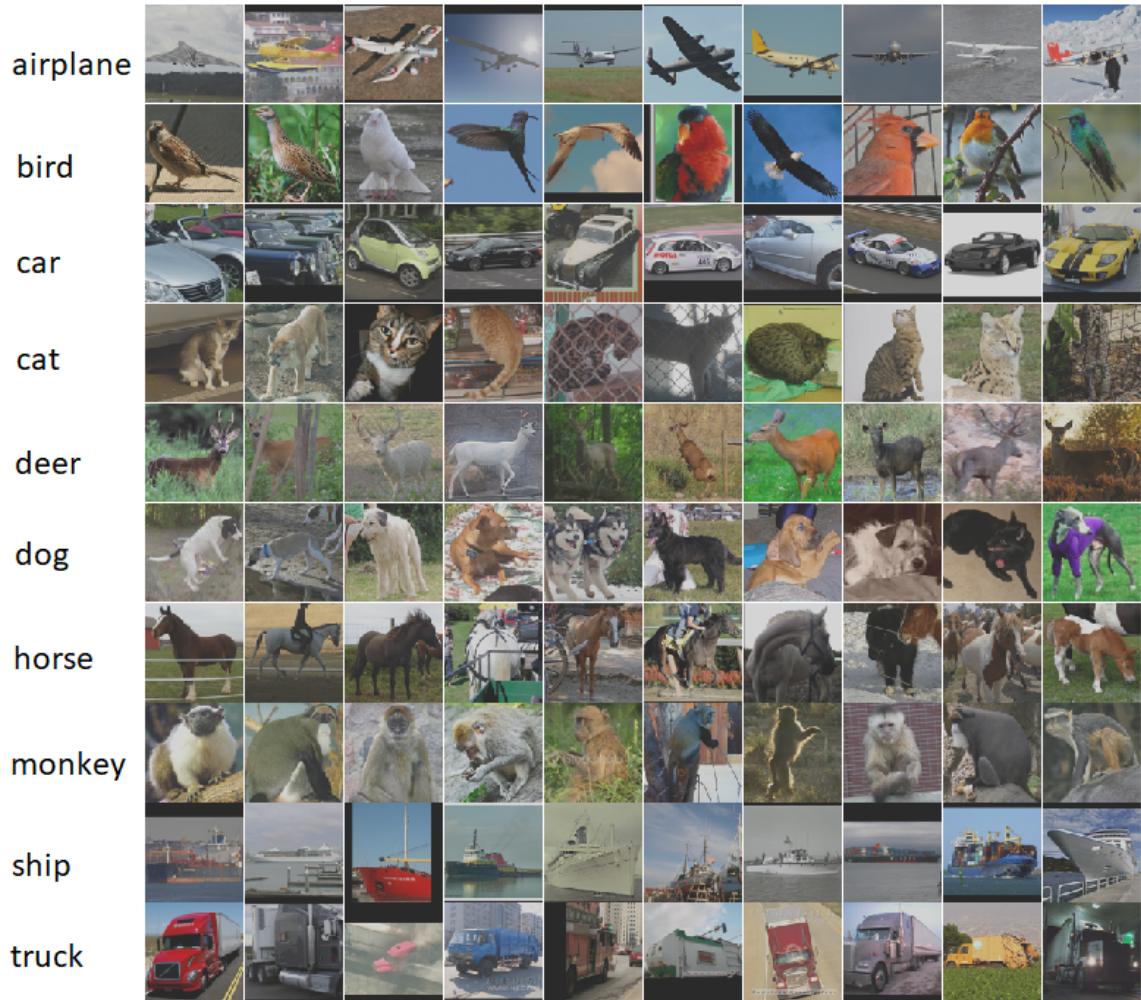 airplane
bird
car
cat
deer
dog
horse
monkey
ship
truck